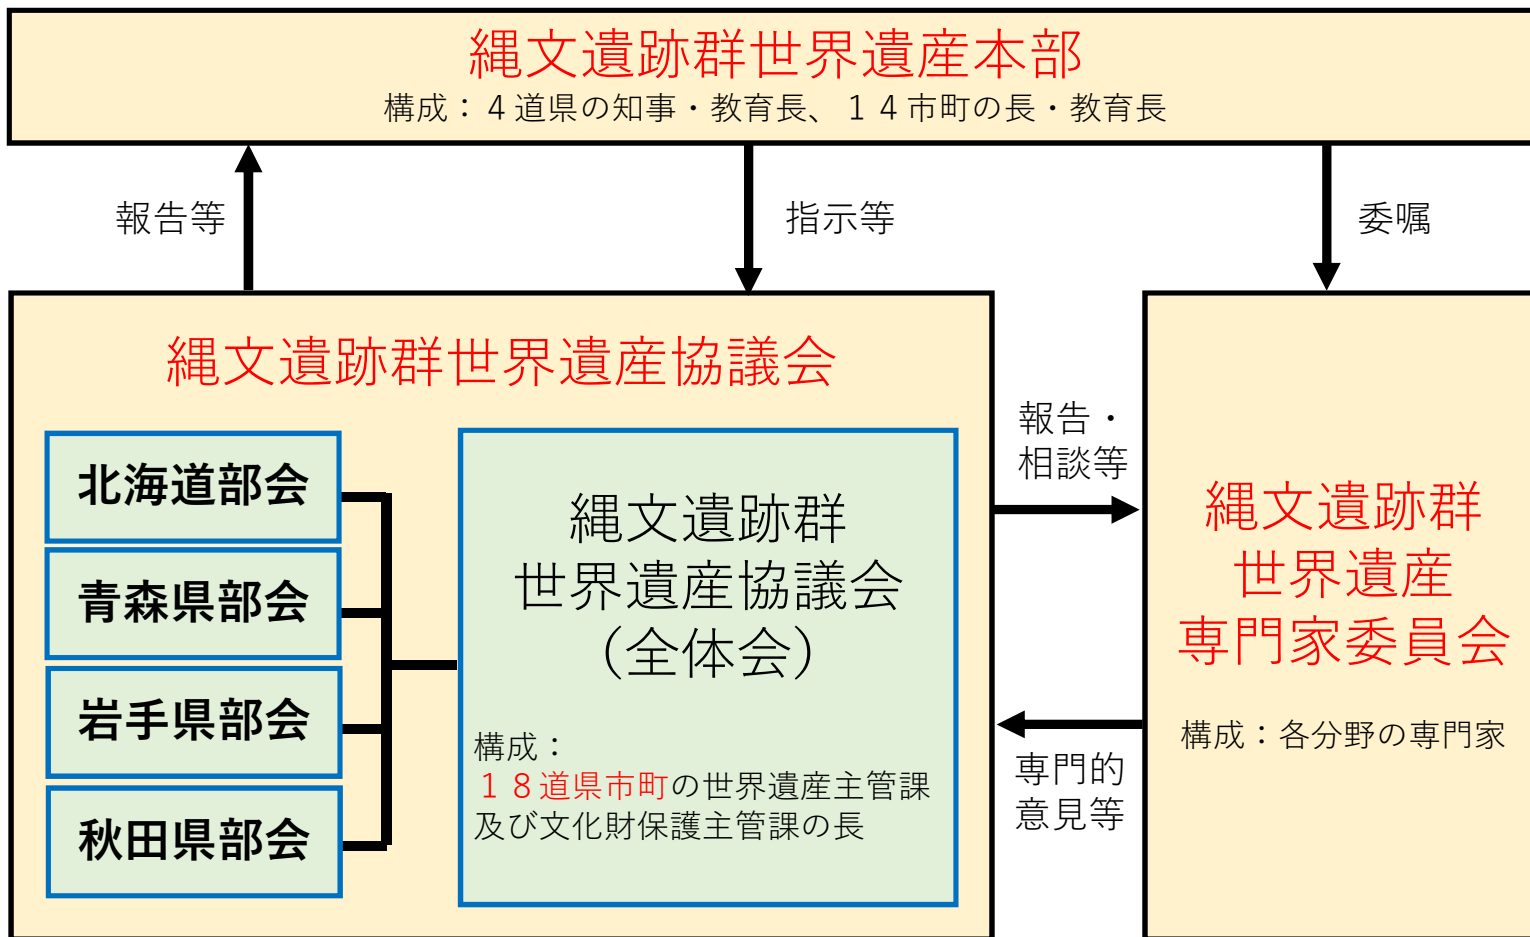 縄文遺跡群世界遺産本部
構成：４道県の知事・教育長、１４市町の長・教育長
報告等
指示等
委嘱
縄文遺跡群世界遺産協議会
北海道部会
青森県部会
岩手県部会
秋田県部会
縄文遺跡群
世界遺産協議会
（全体会）
構成：
１８道県市町の世界遺産主管課
及び文化財保護主管課の長
報告・
相談等
専門的
意見等
縄文遺跡群
世界遺産
専門家委員会
構成：各分野の専門家